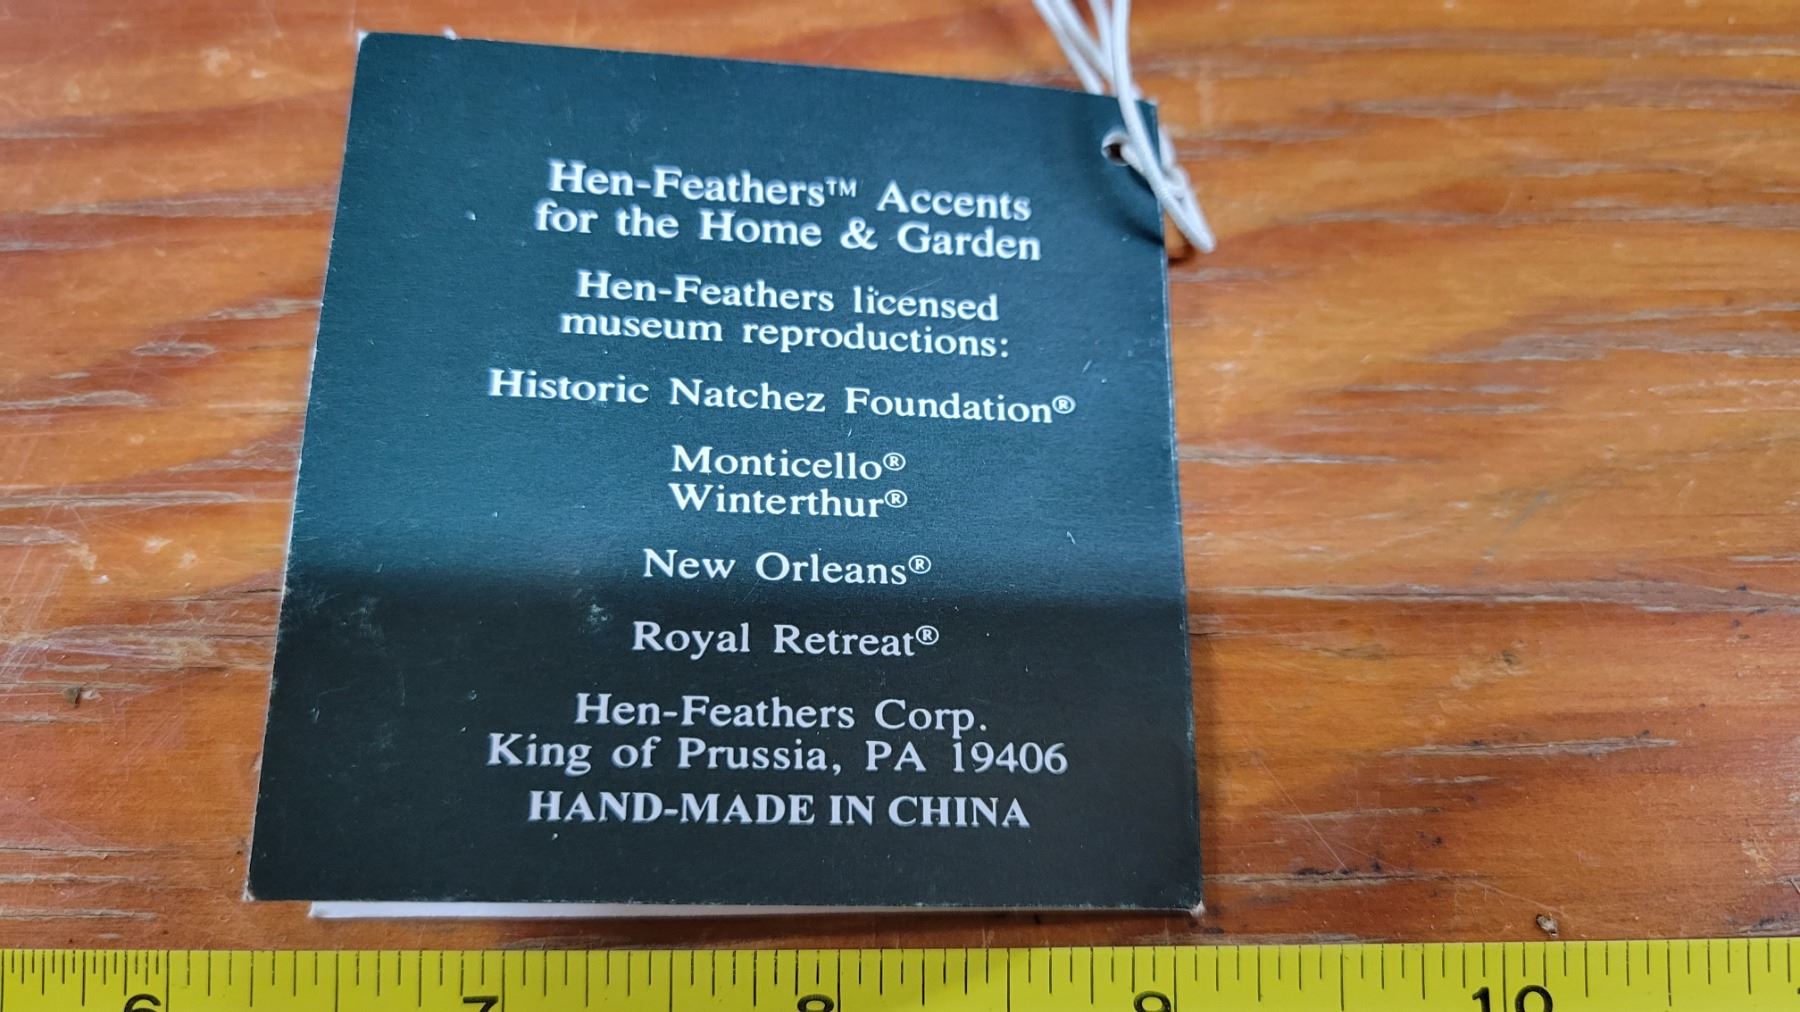 Hen-Feathers™ Accents
for the Home & Garden
Hen-Feathers licensed
museum reproductions:
Historic Natchez Foundation®
Monticello®
Winterthur®
New Orleans®
Royal Retreat®
Hen-Feathers Corp.
King of Prussia, PA 19406
HAND-MADE IN CHINA
6 7 8 9 10